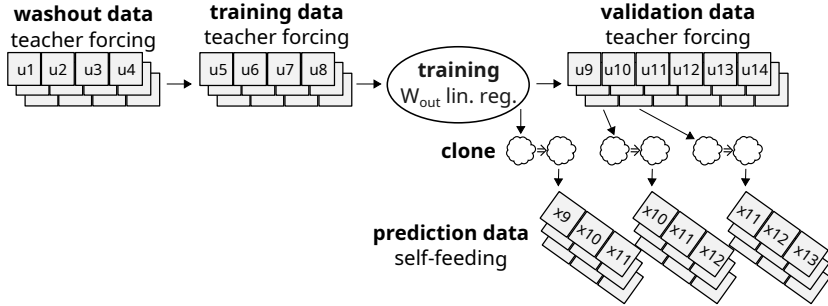 washout data
teacher forcing
u1 u2 u3 u4
training data
teacher forcing
u5 u6 u7 u8
training
Wout lin. reg.
validation data
teacher forcing
u9 u10 u11 u12 u13 u14
clone
prediction data
self-feeding
x9 x10 x11
x10 x11 x12
x11 x12 x13